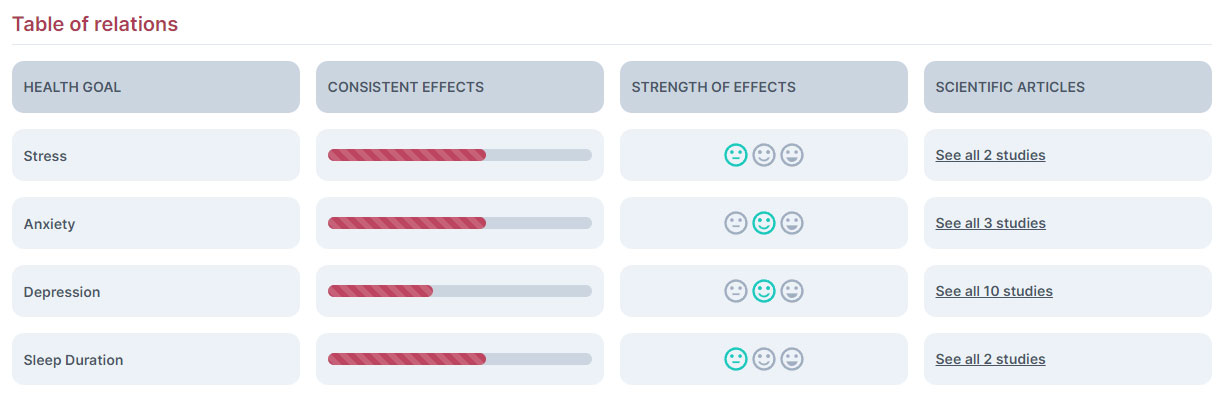 Table of relations
HEALTH GOAL CONSISTENT EFFECTS STRENGTH OF EFFECTS SCIENTIFIC ARTICLES
Stress See all 2 studies
Anxiety See all 3 studies
Depression See all 10 studies
Sleep Duration See all 2 studies